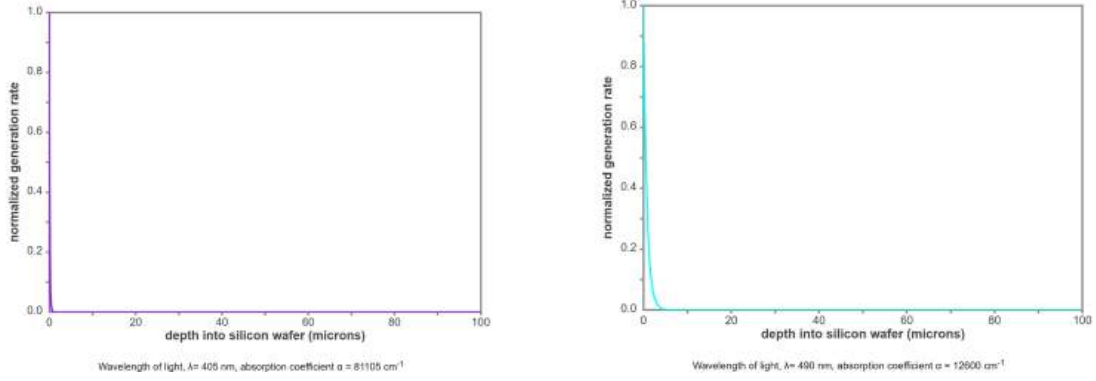 1.0
0.8
0.6
0.4
0.2
0.0
normalized generation rate
0 20 40 60 80 100
depth into silicon wafer (microns)
Wavelength of light, λ= 405 nm, absorption coefficient α = 81105 cm⁻¹
1.0
0.8
0.6
0.4
0.2
0.0
normalized generation rate
0 20 40 60 80 100
depth into silicon wafer (microns)
Wavelength of light, λ= 490 nm, absorption coefficient α = 12600 cm⁻¹